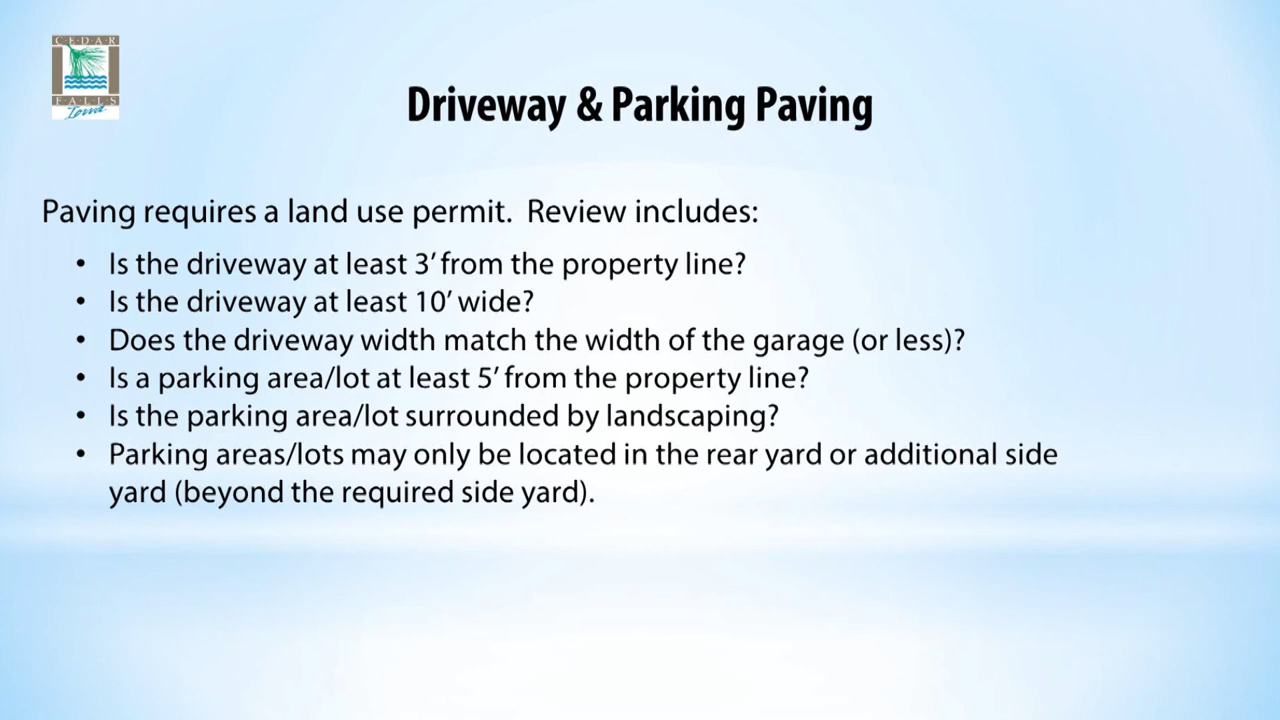 CEDAR
FALLS
Iowa
Driveway & Parking Paving
Paving requires a land use permit.  Review includes:
• Is the driveway at least 3' from the property line?
• Is the driveway at least 10' wide?
• Does the driveway width match the width of the garage (or less)?
• Is a parking area/lot at least 5' from the property line?
• Is the parking area/lot surrounded by landscaping?
• Parking areas/lots may only be located in the rear yard or additional side
yard (beyond the required side yard).